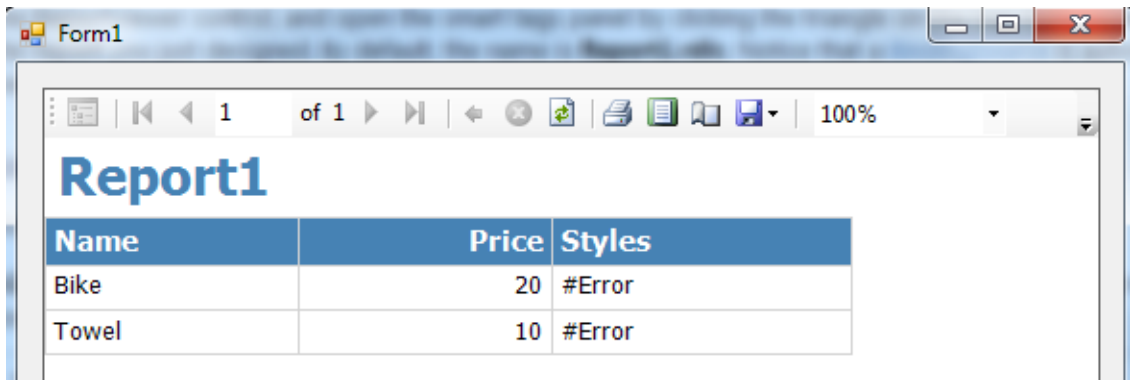 Form1
1 of 1 100%
Report1
Name Price Styles
Bike 20 #Error
Towel 10 #Error